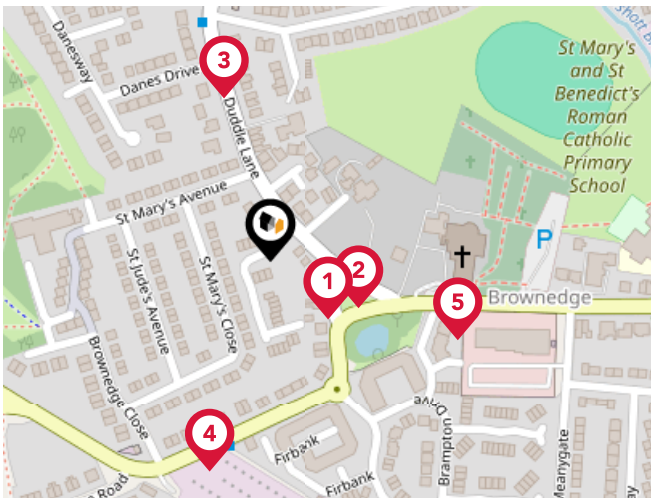 Danesway
Danes Drive
3
Duddle Lane
St Mary's
and St
Benedict's
Roman
Catholic
Primary
School
St Mary's Avenue
P
St Jude's Avenue
St Mary's Close
1
2
5
Brownedge
Brownedge Close
4
Firbank
Firbank
Brampton Drive
Meanygate
Road